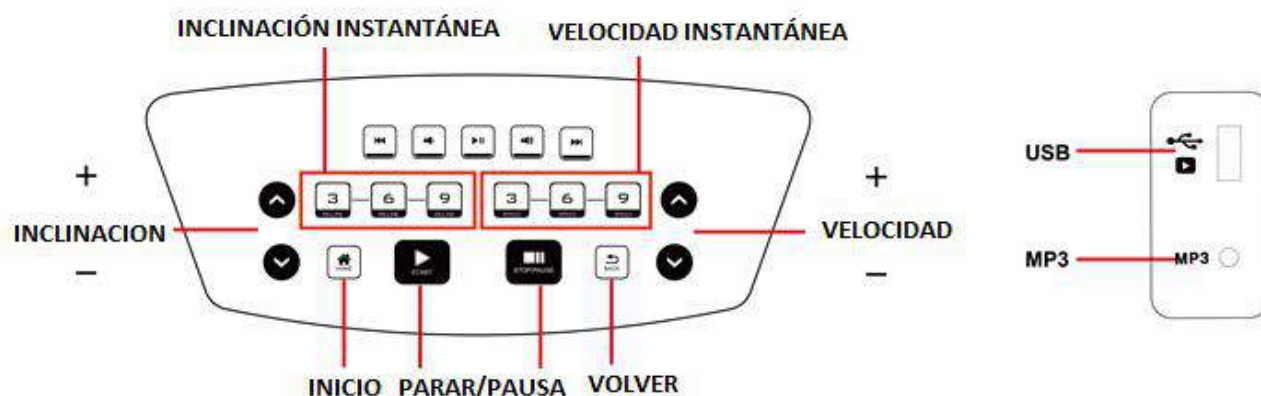 INCLINACIÓN INSTANTÁNEA
VELOCIDAD INSTANTÁNEA
+
INCLINACION
−
3 6 9
3 6 9
HOME
START
STOP/PAUSE
BACK
+
VELOCIDAD
−
INICIO PARAR/PAUSA VOLVER
USB
MP3
MP3